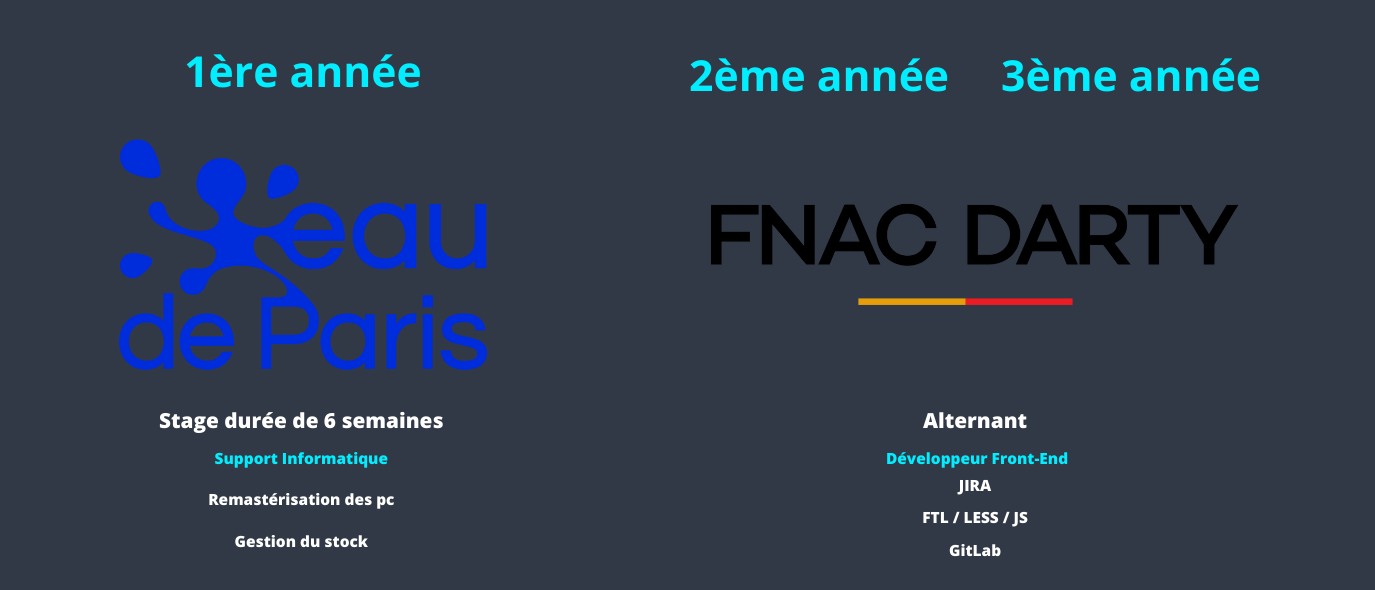 1ère année
eau
de Paris
Stage durée de 6 semaines
Support Informatique
Remastérisation des pc
Gestion du stock
2ème année 3ème année
FNAC DARTY
Alternant
Développeur Front-End
JIRA
FTL / LESS / JS
GitLab